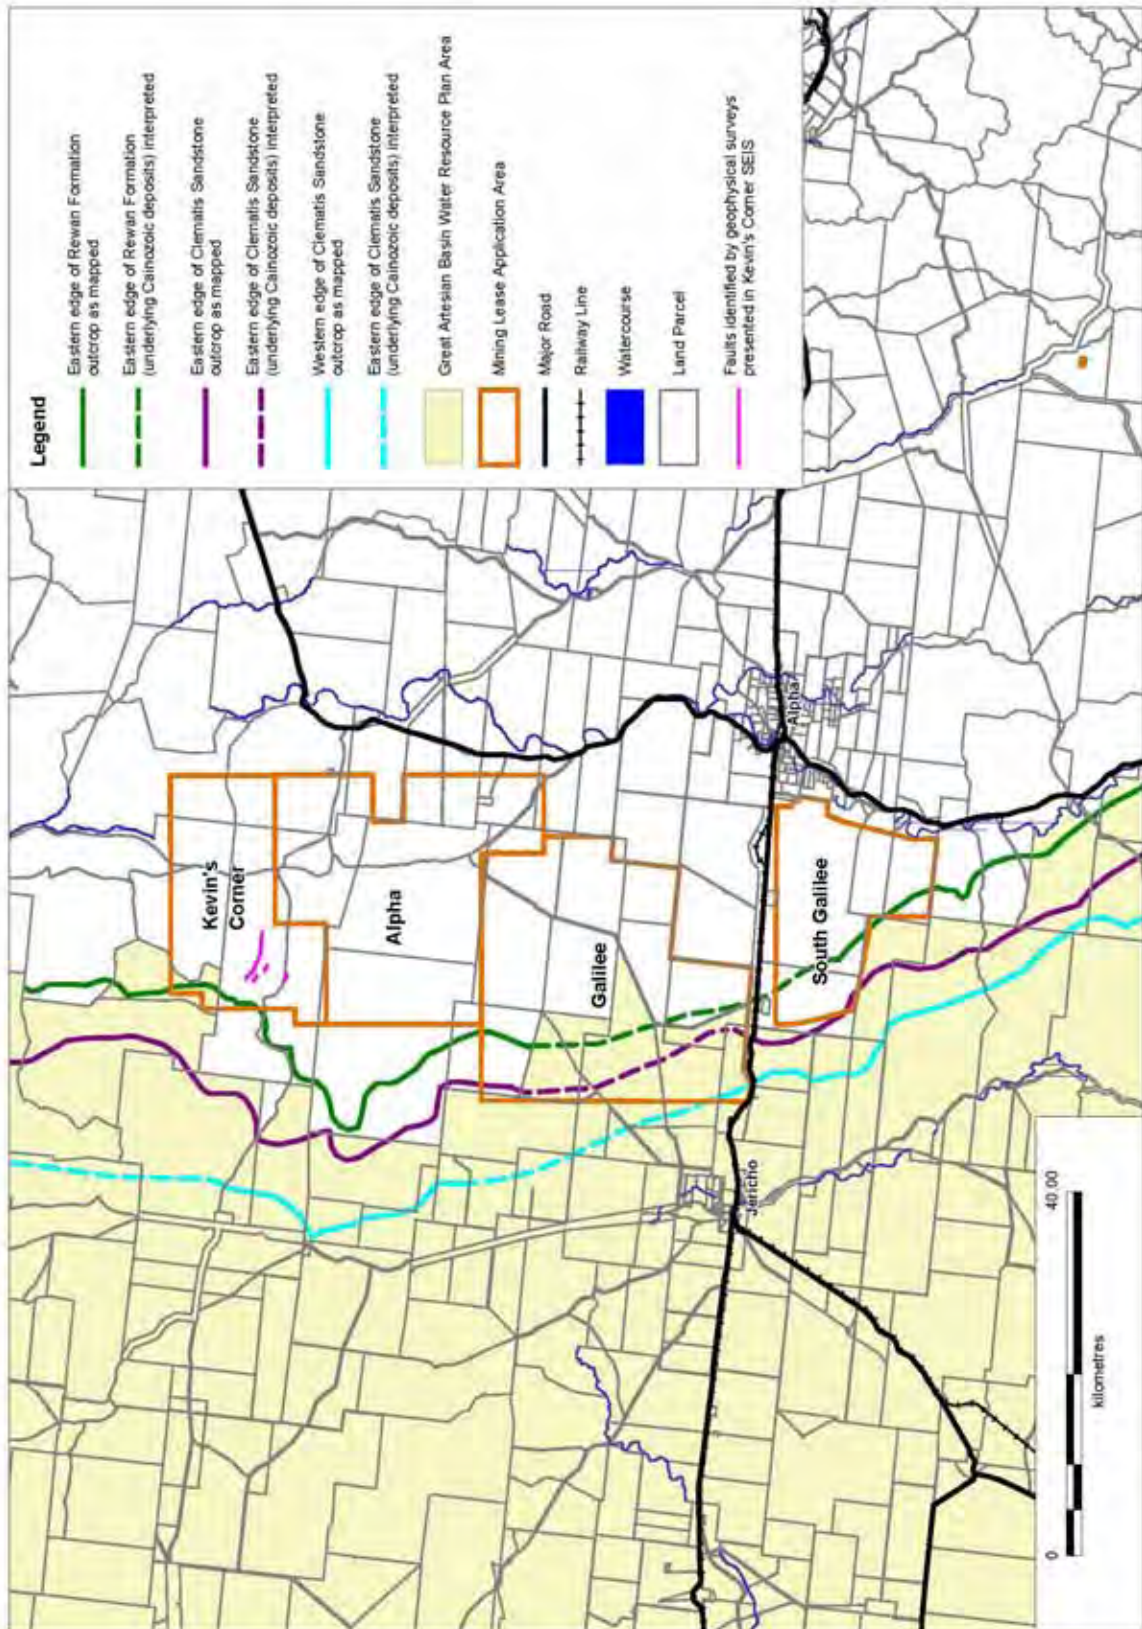 Legend
Eastern edge of Rewan Formation
outcrop as mapped
Eastern edge of Rewan Formation
(underlying Cainozoic deposits) interpreted
Eastern edge of Clematis Sandstone
outcrop as mapped
Eastern edge of Clematis Sandstone
(underlying Cainozoic deposits) interpreted
Western edge of Clematis Sandstone
outcrop as mapped
Eastern edge of Clematis Sandstone
(underlying Cainozoic deposits) interpreted
Great Artesian Basin Water Resource Plan Area
Mining Lease Application Area
Major Road
Railway Line
Watercourse
Land Parcel
Faults identified by geophysical surveys
presented in Kevin's Corner SEIS
Kevin's
Corner
Alpha
Galilee
South Galilee
Alpha
Jericho
0
40.00
kilometres